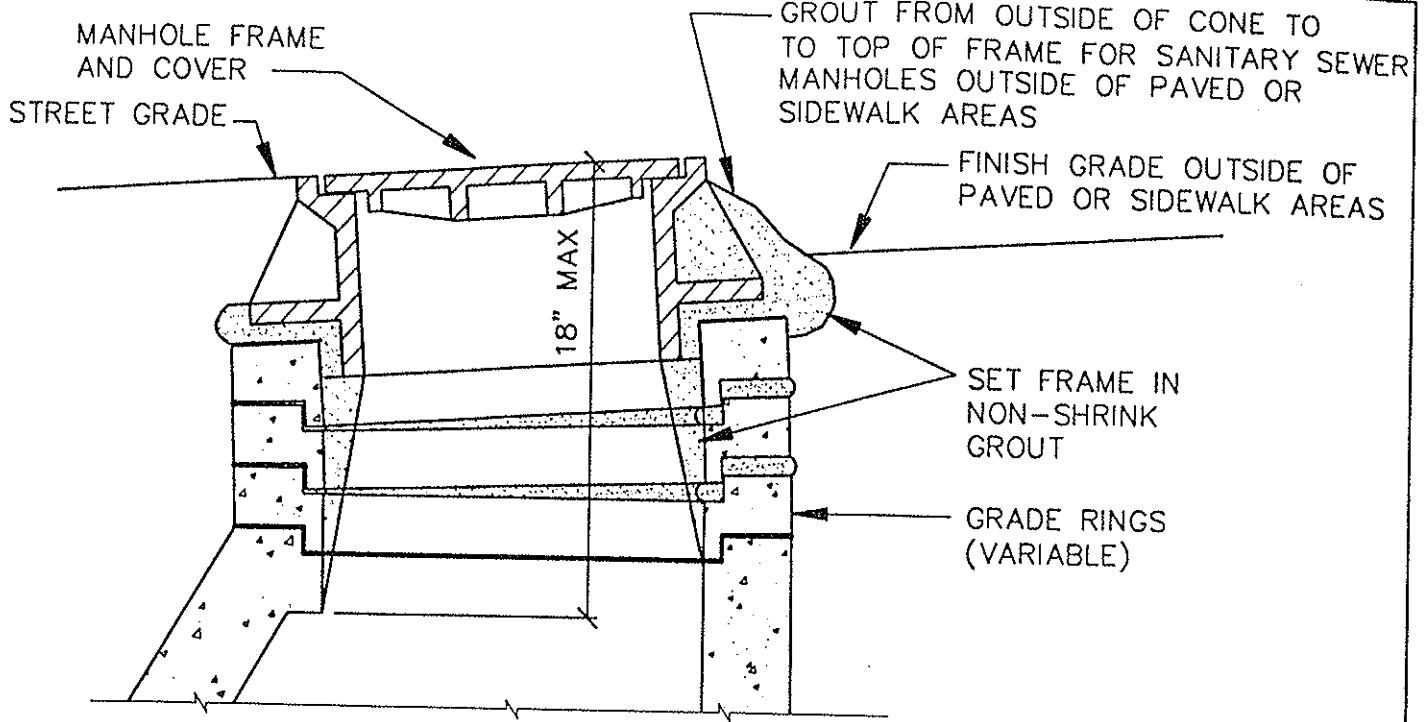 MANHOLE FRAME
AND COVER
STREET GRADE
GROUT FROM OUTSIDE OF CONE TO
TO TOP OF FRAME FOR SANITARY SEWER
MANHOLES OUTSIDE OF PAVED OR
SIDEWALK AREAS
FINISH GRADE OUTSIDE OF
PAVED OR SIDEWALK AREAS
18" MAX
SET FRAME IN
NON-SHRINK
GROUT
GRADE RINGS
(VARIABLE)